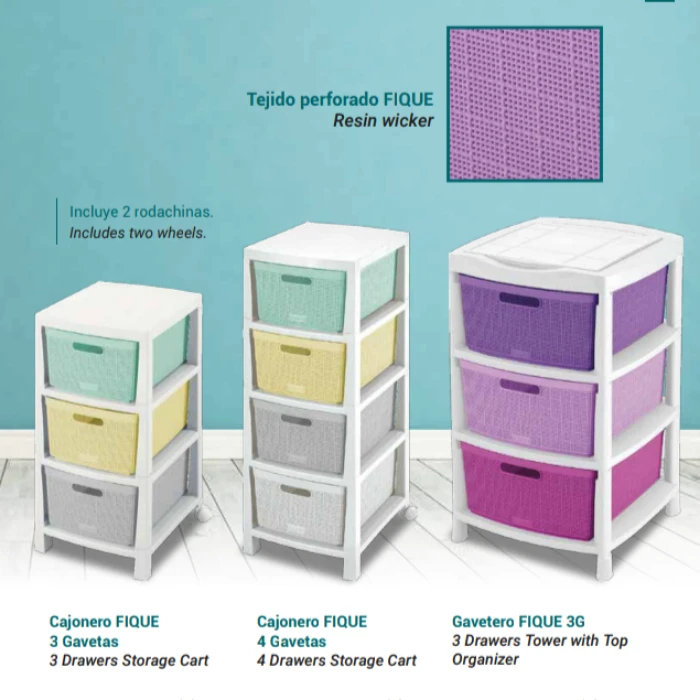 Tejido perforado FIQUE
Resin wicker
Incluye 2 rodachinas.
Includes two wheels.
Cajonero FIQUE
3 Gavetas
3 Drawers Storage Cart
Cajonero FIQUE
4 Gavetas
4 Drawers Storage Cart
Gavetero FIQUE 3G
3 Drawers Tower with Top
Organizer